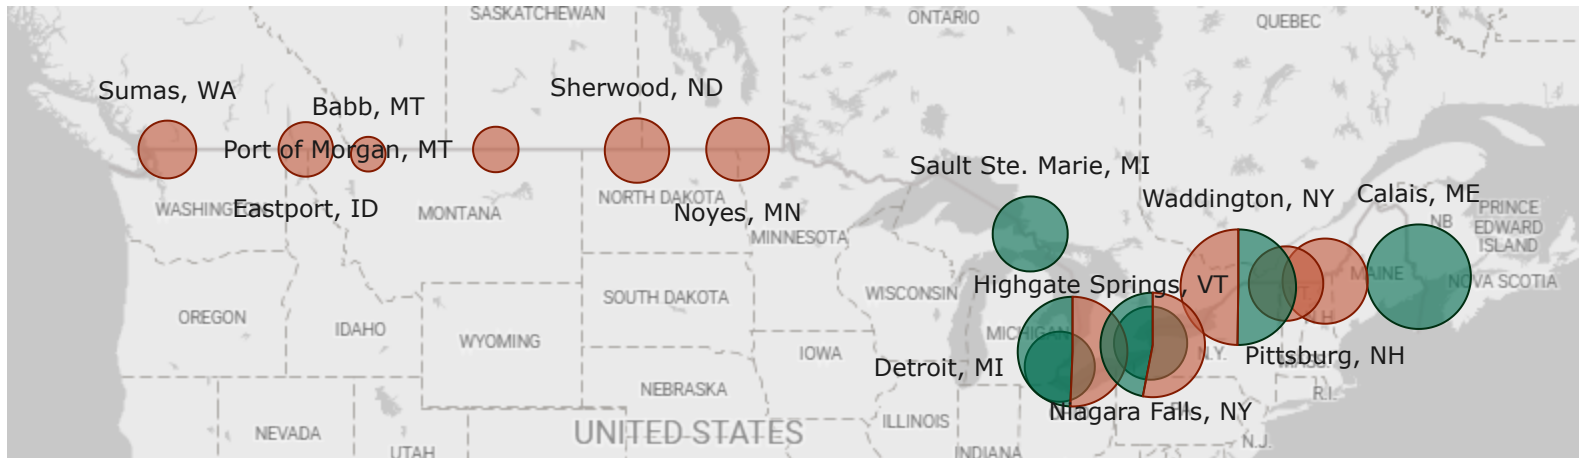 SASKATCHEWAN
ONTARIO
QUEBEC
Sumas, WA
Babb, MT
Sherwood, ND
Port of Morgan, MT
Sault Ste. Marie, MI
Waddington, NY
Calais, ME
WASHINGTON
Eastport, ID
MONTANA
NORTH DAKOTA
Noyes, MN
MINNESOTA
NB
PRINCE
EDWARD
ISLAND
MAINE
NOVA SCOTIA
Highgate Springs, VT
WISCONSIN
SOUTH DAKOTA
OREGON
IDAHO
WYOMING
MICHIGAN
N.H.
IOWA
N.Y.
Pittsburg, NH
MASS.
Detroit, MI
NEBRASKA
R.I.
PA
Niagara Falls, NY
ILLINOIS
NEVADA
UNITED STATES
UTAH
INDIANA
N.J.